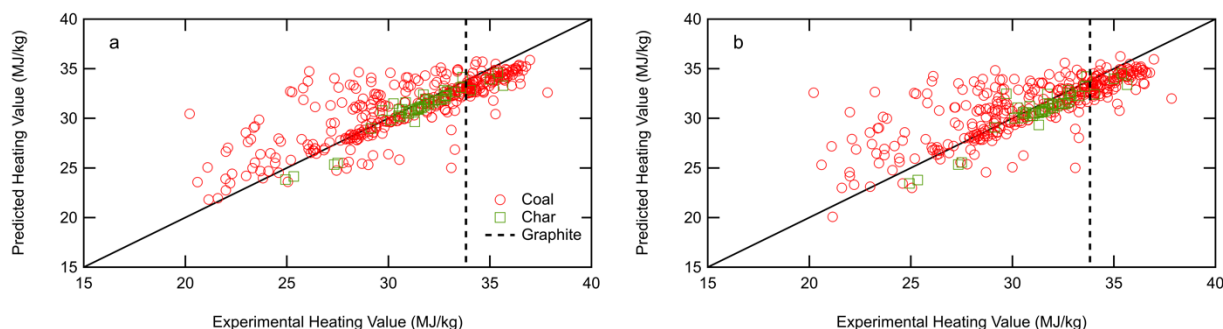 a
Predicted Heating Value (MJ/kg)
40
35
30
25
20
15
15 20 25 30 35 40
Experimental Heating Value (MJ/kg)
Coal
Char
Graphite
b
Predicted Heating Value (MJ/kg)
40
35
30
25
20
15
15 20 25 30 35 40
Experimental Heating Value (MJ/kg)